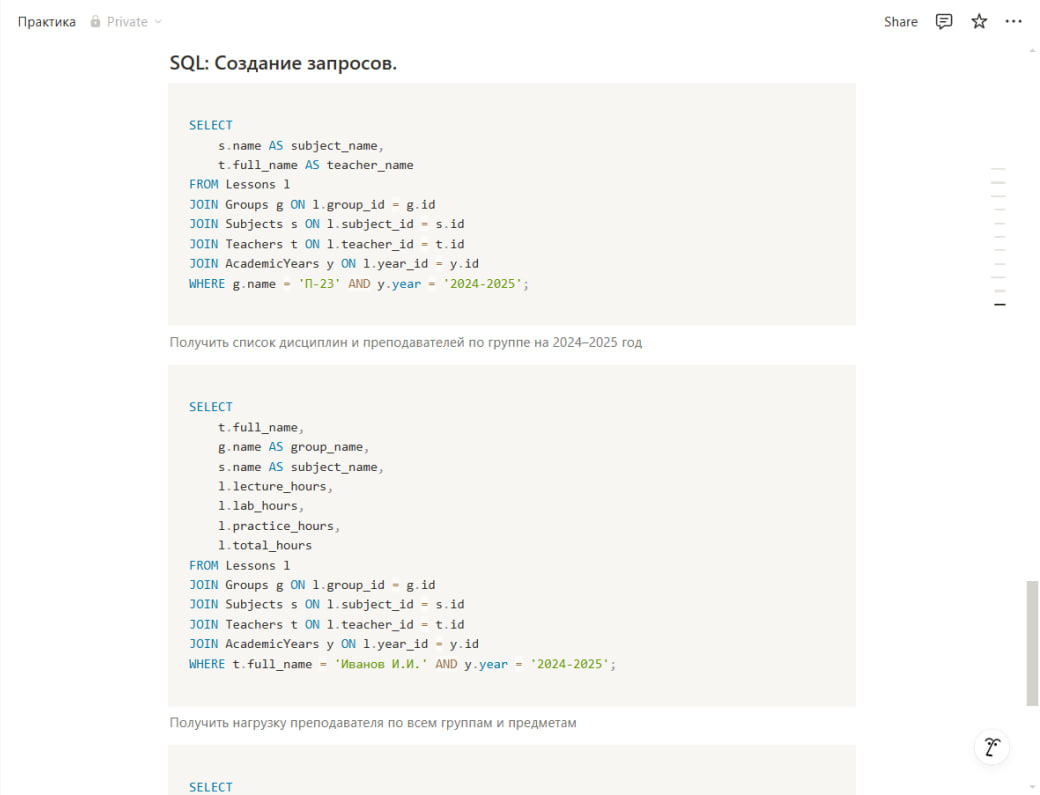 Практика Private Share
SQL: Создание запросов.
SELECT
    s.name AS subject_name,
    t.full_name AS teacher_name
FROM Lessons l
JOIN Groups g ON l.group_id = g.id
JOIN Subjects s ON l.subject_id = s.id
JOIN Teachers t ON l.teacher_id = t.id
JOIN AcademicYears y ON l.year_id = y.id
WHERE g.name = 'П-23' AND y.year = '2024-2025';
Получить список дисциплин и преподавателей по группе на 2024–2025 год
SELECT
    t.full_name,
    g.name AS group_name,
    s.name AS subject_name,
    l.lecture_hours,
    l.lab_hours,
    l.practice_hours,
    l.total_hours
FROM Lessons l
JOIN Groups g ON l.group_id = g.id
JOIN Subjects s ON l.subject_id = s.id
JOIN Teachers t ON l.teacher_id = t.id
JOIN AcademicYears y ON l.year_id = y.id
WHERE t.full_name = 'Иванов И.И.' AND y.year = '2024-2025';
Получить нагрузку преподавателя по всем группам и предметам
SELECT